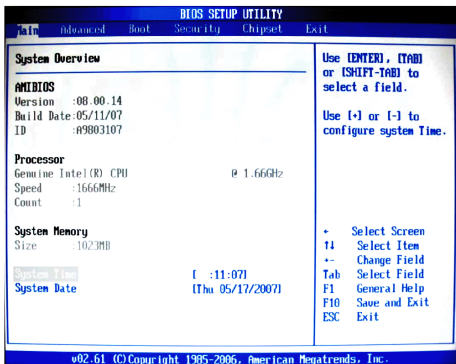 BIOS SETUP UTILITY
Main Advanced Boot Security Chipset Exit
System Overview
AMIBIOS
Version :08.00.14
Build Date:05/11/07
ID :A9803107
Processor
Genuine Intel(R) CPU @ 1.66GHz
Speed :1666MHz
Count :1
System Memory
Size :1023MB
System Time [ :11:07]
System Date [Thu 05/17/2007]
Use [ENTER], [TAB]
or [SHIFT-TAB] to
select a field.
Use [+] or [-] to
configure system Time.
← Select Screen
↑↓ Select Item
+- Change Field
Tab Select Field
F1 General Help
F10 Save and Exit
ESC Exit
v02.61 (C)Copyright 1985-2006, American Megatrends, Inc.